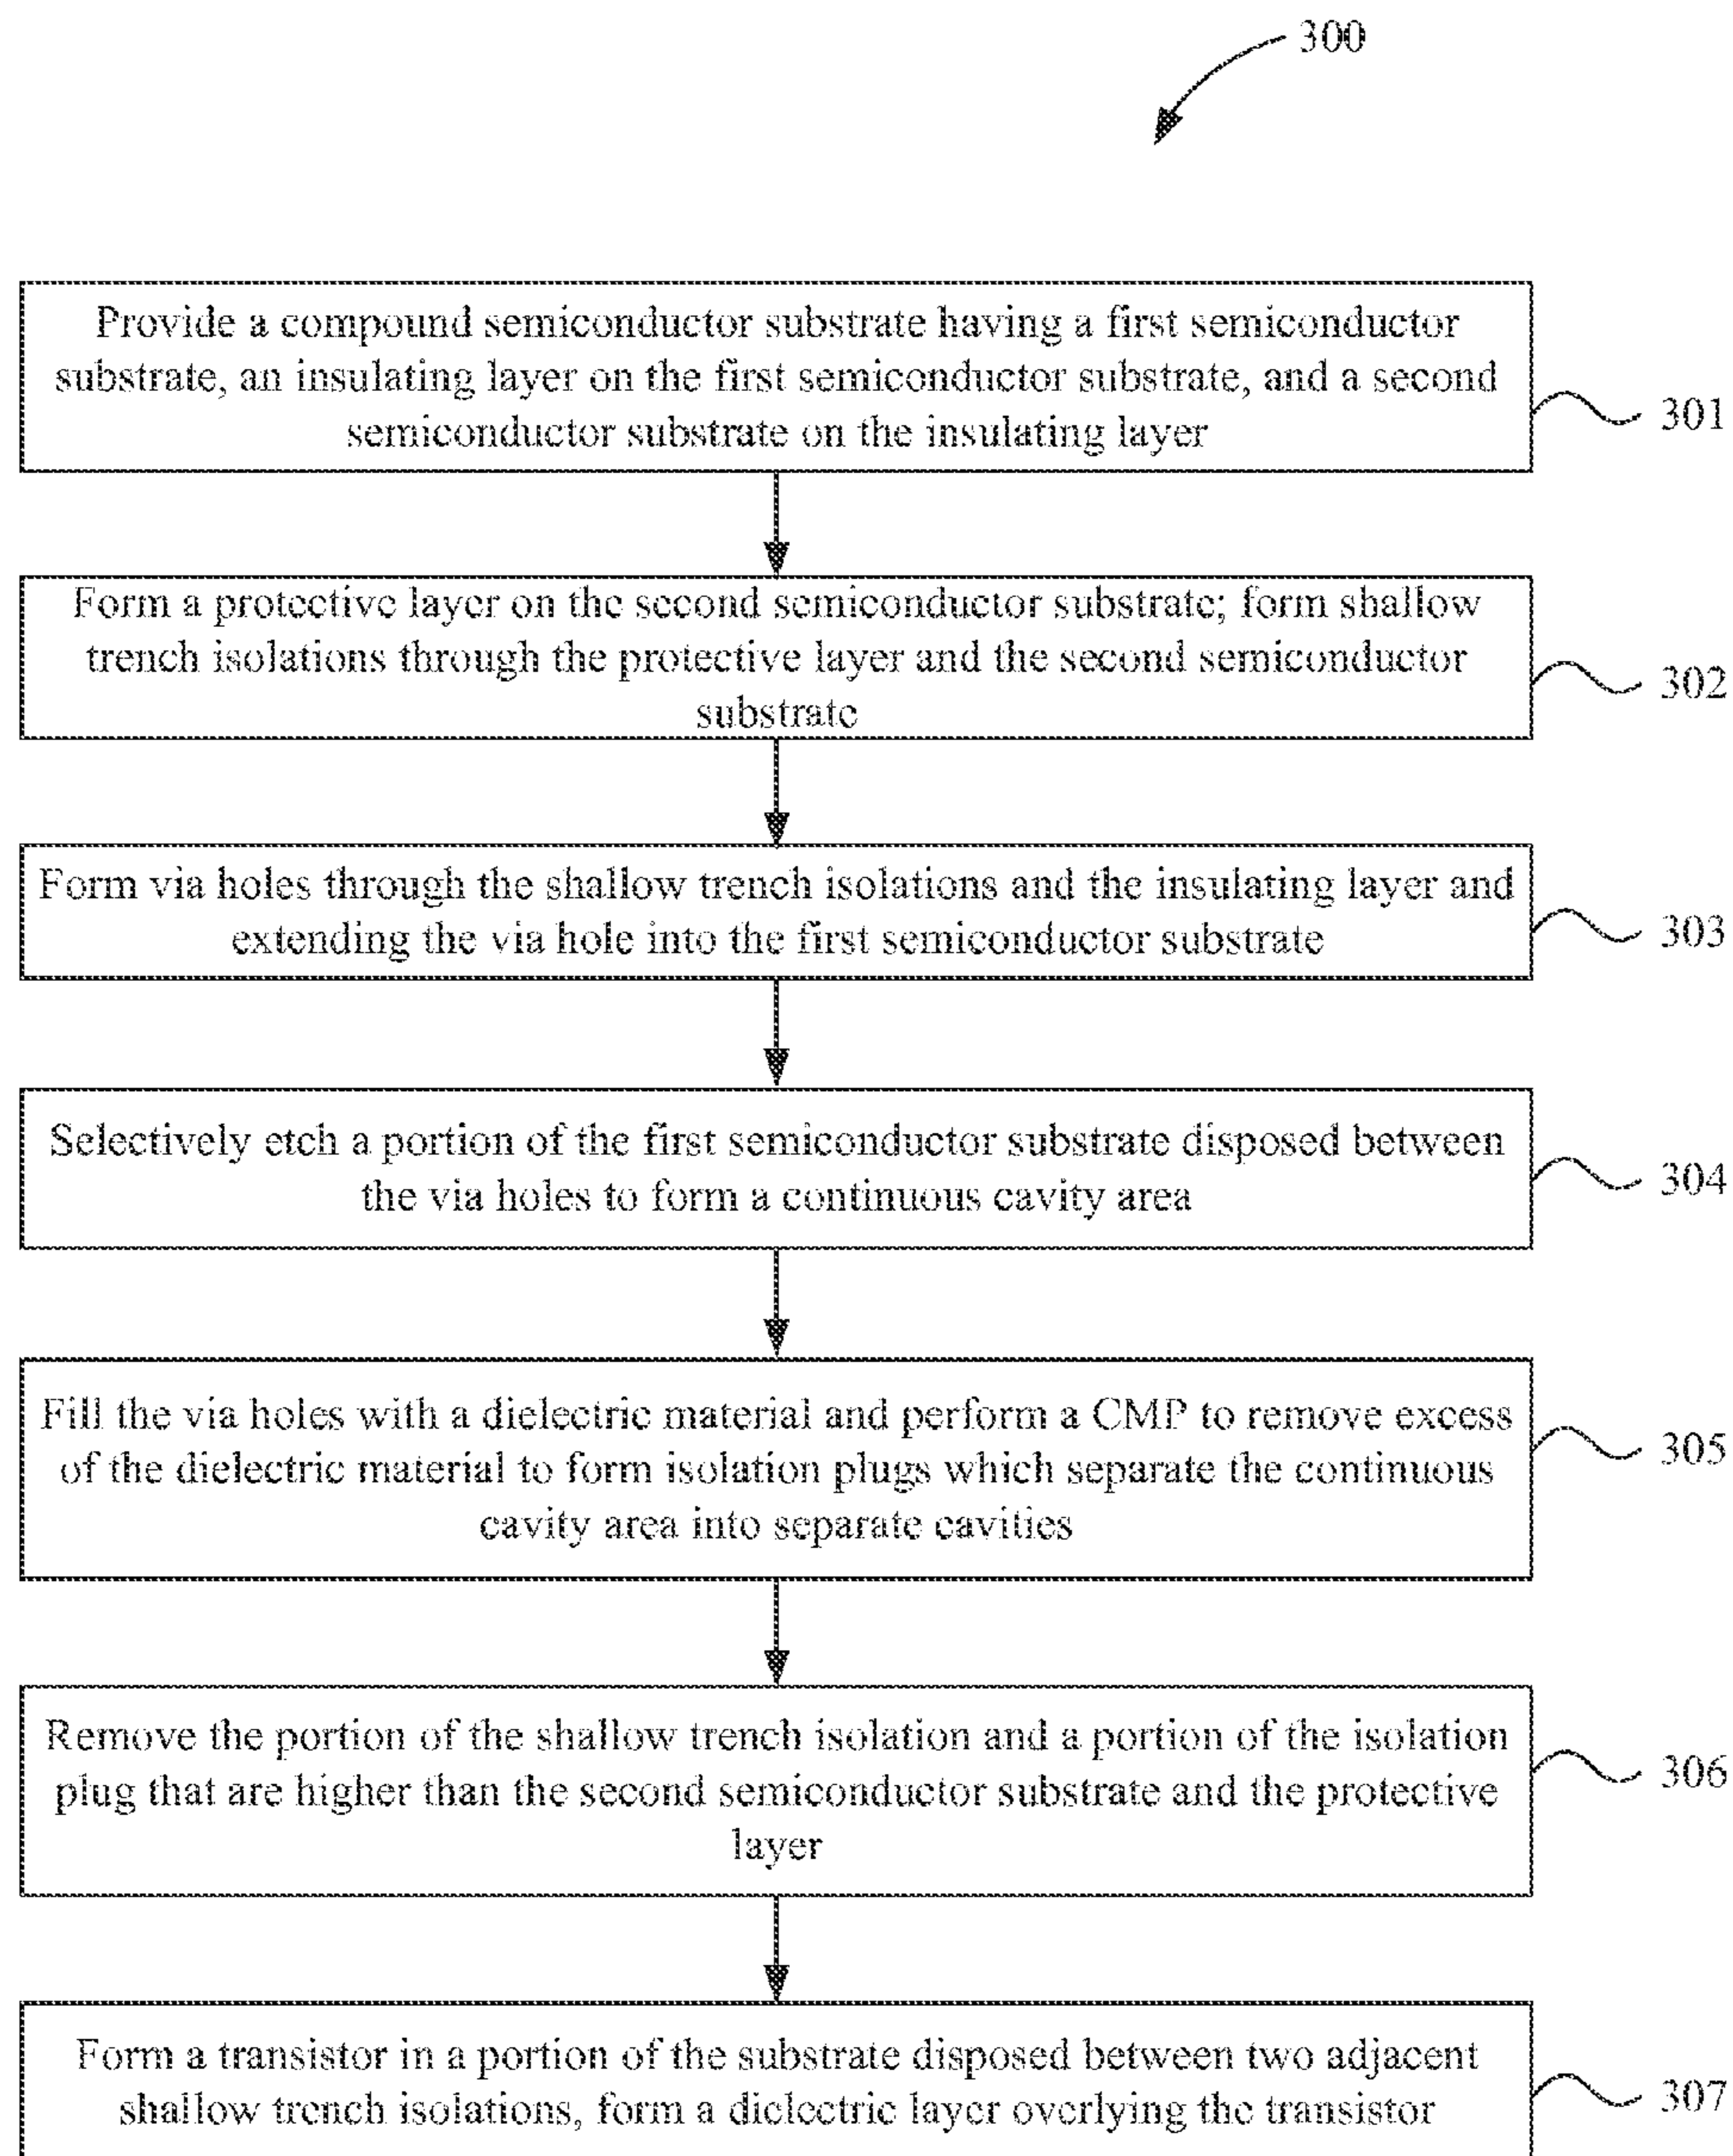 300
Provide a compound semiconductor substrate having a first semiconductor
substrate, an insulating layer on the first semiconductor substrate, and a second
semiconductor substrate on the insulating layer
301
Form a protective layer on the second semiconductor substrate; form shallow
trench isolations through the protective layer and the second semiconductor
substrate
302
Form via holes through the shallow trench isolations and the insulating layer and
extending the via hole into the first semiconductor substrate
303
Selectively etch a portion of the first semiconductor substrate disposed between
the via holes to form a continuous cavity area
304
Fill the via holes with a dielectric material and perform a CMP to remove excess
of the dielectric material to form isolation plugs which separate the continuous
cavity area into separate cavities
305
Remove the portion of the shallow trench isolation and a portion of the isolation
plug that are higher than the second semiconductor substrate and the protective
layer
306
Form a transistor in a portion of the substrate disposed between two adjacent
shallow trench isolations, form a dielectric layer overlying the transistor
307